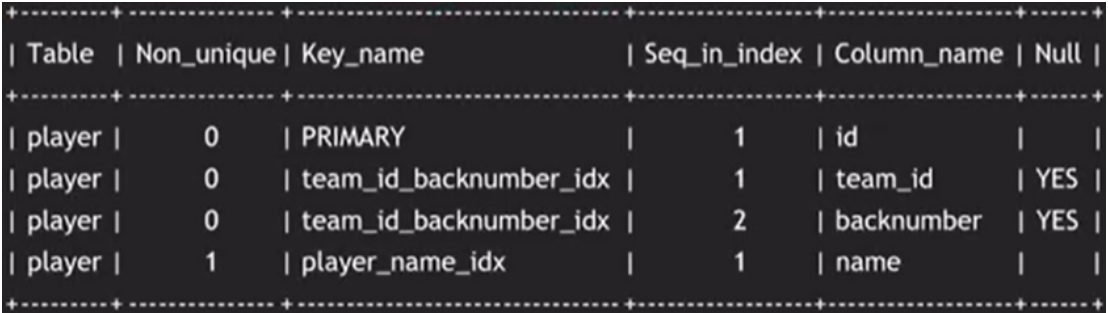 +---------+---------------+---------------------------------+------------------+-------------------+------+
| Table | Non_unique | Key_name | Seq_in_index | Column_name | Null |
+---------+---------------+---------------------------------+------------------+-------------------+------+
| player | 0 | PRIMARY | 1 | id | |
| player | 0 | team_id_backnumber_idx | 1 | team_id | YES |
| player | 0 | team_id_backnumber_idx | 2 | backnumber | YES |
| player | 1 | player_name_idx | 1 | name | |
+---------+---------------+---------------------------------+------------------+-------------------+------+